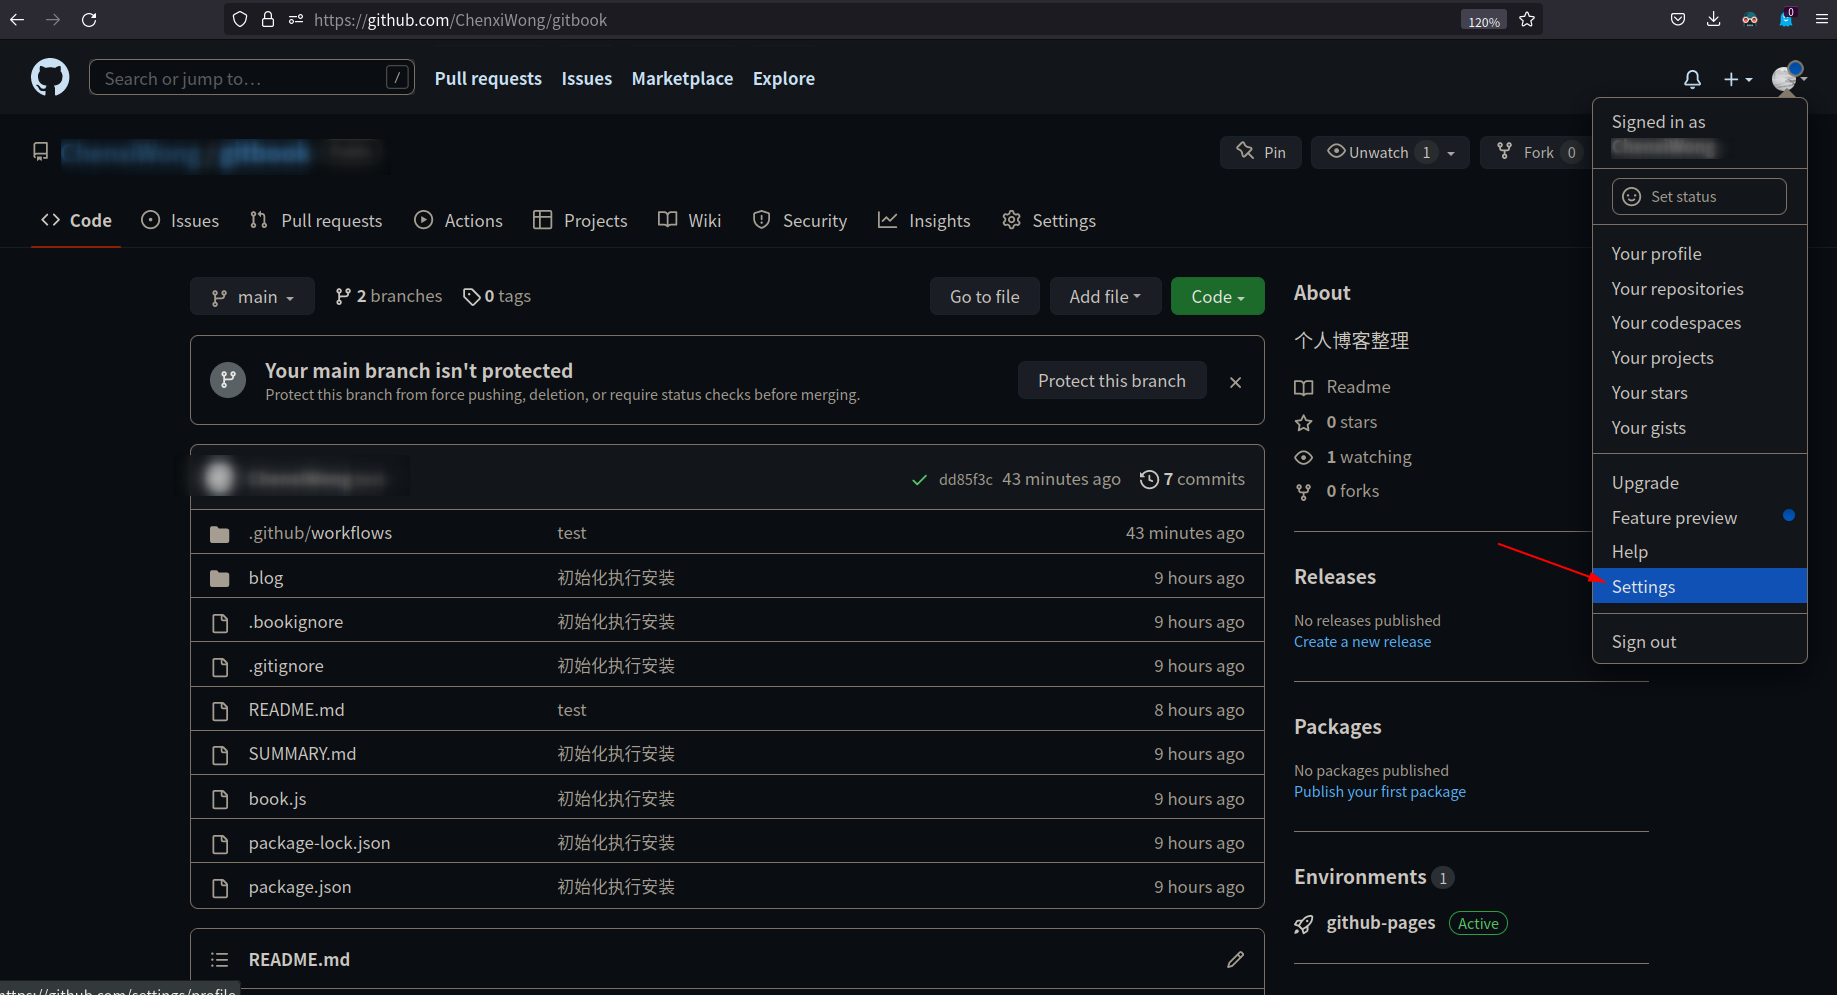 https://github.com/ChenxiWong/gitbook
120%
0
Search or jump to…
/
Pull requests
Issues
Marketplace
Explore
Signed in as
Set status
Your profile
Your repositories
Your codespaces
Your projects
Your stars
Your gists
Upgrade
Feature preview
Help
Settings
Sign out
ChenxiWong / gitbook
Pin
Unwatch 1
Fork 0
Code
Issues
Pull requests
Actions
Projects
Wiki
Security
Insights
Settings
main
2 branches
0 tags
Go to file
Add file
Code
Your main branch isn't protected
Protect this branch from force pushing, deletion, or require status checks before merging.
Protect this branch
dd85f3c 43 minutes ago
7 commits
.github/workflows test 43 minutes ago
blog 初始化执行安装 9 hours ago
.bookignore 初始化执行安装 9 hours ago
.gitignore 初始化执行安装 9 hours ago
README.md test 8 hours ago
SUMMARY.md 初始化执行安装 9 hours ago
book.js 初始化执行安装 9 hours ago
package-lock.json 初始化执行安装 9 hours ago
package.json 初始化执行安装 9 hours ago
README.md
About
个人博客整理
Readme
0 stars
1 watching
0 forks
Releases
No releases published
Create a new release
Packages
No packages published
Publish your first package
Environments 1
github-pages Active
https://github.com/settings/profile